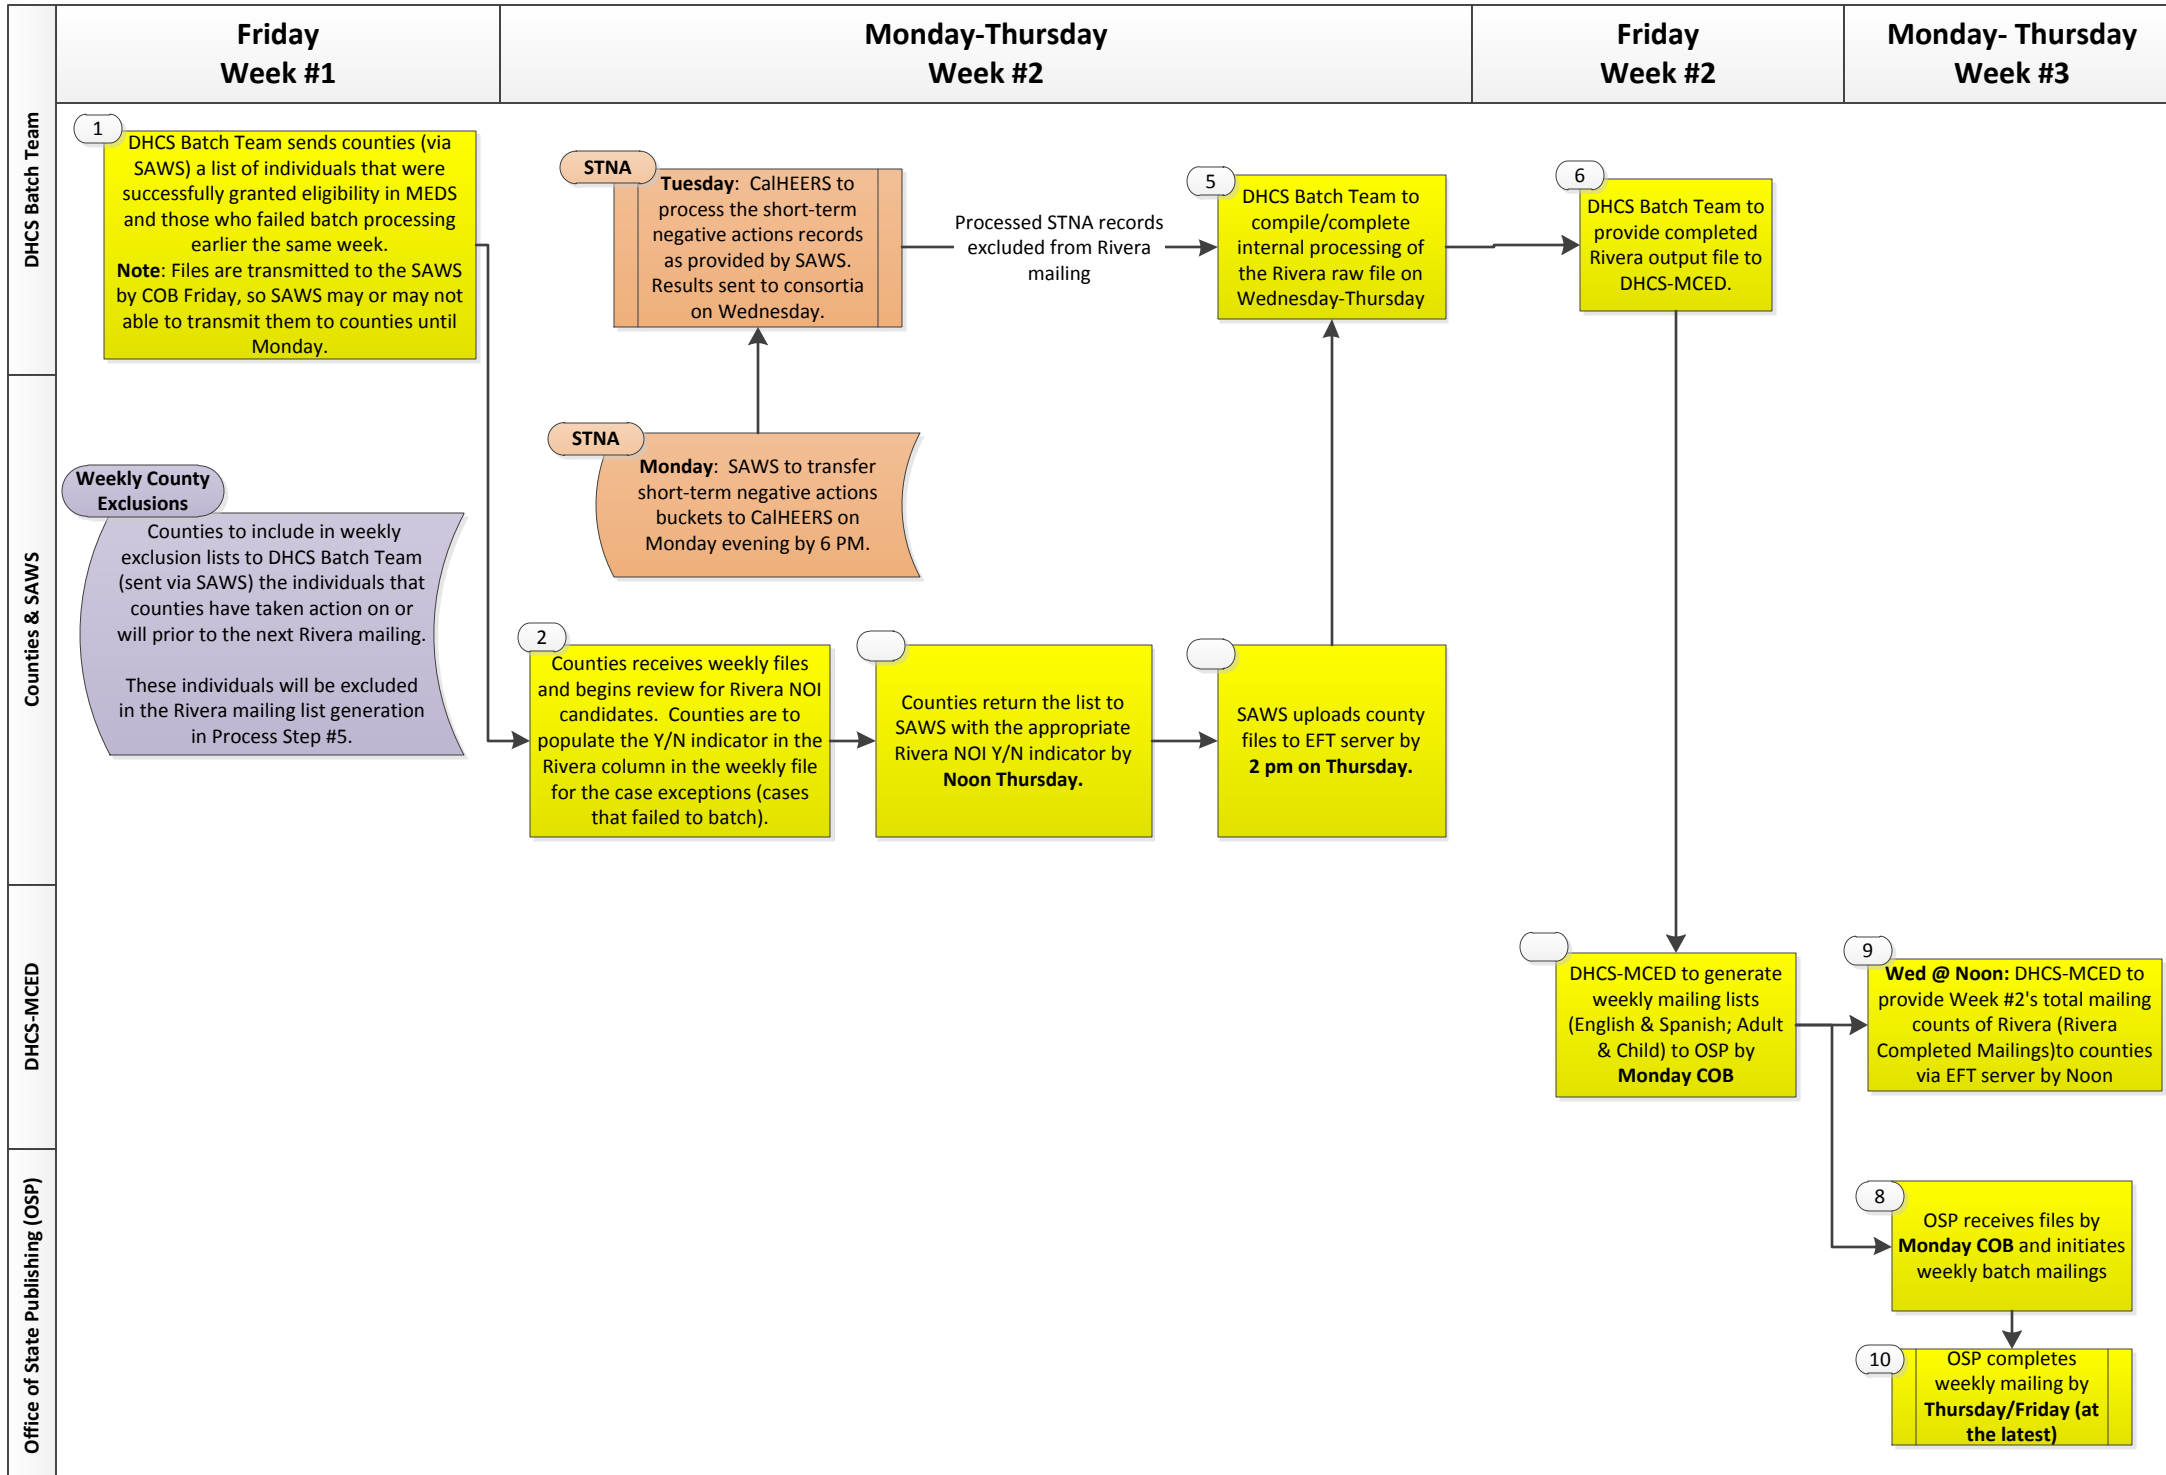 Friday
Week #1
Monday-Thursday
Week #2
Friday
Week #2
Monday- Thursday
Week #3
DHCS Batch Team
1
DHCS Batch Team sends counties (via
SAWS) a list of individuals that were
successfully granted eligibility in MEDS
and those who failed batch processing
earlier the same week.
Note: Files are transmitted to the SAWS
by COB Friday, so SAWS may or may not
able to transmit them to counties until
Monday.
STNA
Tuesday: CalHEERS to
process the short-term
negative actions records
as provided by SAWS.
Results sent to consortia
on Wednesday.
Processed STNA records
excluded from Rivera
mailing
5
DHCS Batch Team to
compile/complete
internal processing of
the Rivera raw file on
Wednesday-Thursday
6
DHCS Batch Team to
provide completed
Rivera output file to
DHCS-MCED.
Counties & SAWS
Weekly County
Exclusions
Counties to include in weekly
exclusion lists to DHCS Batch Team
(sent via SAWS) the individuals that
counties have taken action on or
will prior to the next Rivera mailing.
These individuals will be excluded
in the Rivera mailing list generation
in Process Step #5.
STNA
Monday: SAWS to transfer
short-term negative actions
buckets to CalHEERS on
Monday evening by 6 PM.
2
Counties receives weekly files
and begins review for Rivera NOI
candidates. Counties are to
populate the Y/N indicator in the
Rivera column in the weekly file
for the case exceptions (cases
that failed to batch).
Counties return the list to
SAWS with the appropriate
Rivera NOI Y/N indicator by
Noon Thursday.
SAWS uploads county
files to EFT server by
2 pm on Thursday.
DHCS-MCED
DHCS-MCED to generate
weekly mailing lists
(English & Spanish; Adult
& Child) to OSP by
Monday COB
9
Wed @ Noon: DHCS-MCED to
provide Week #2's total mailing
counts of Rivera (Rivera
Completed Mailings)to counties
via EFT server by Noon
Office of State Publishing (OSP)
8
OSP receives files by
Monday COB and initiates
weekly batch mailings
10
OSP completes
weekly mailing by
Thursday/Friday (at
the latest)